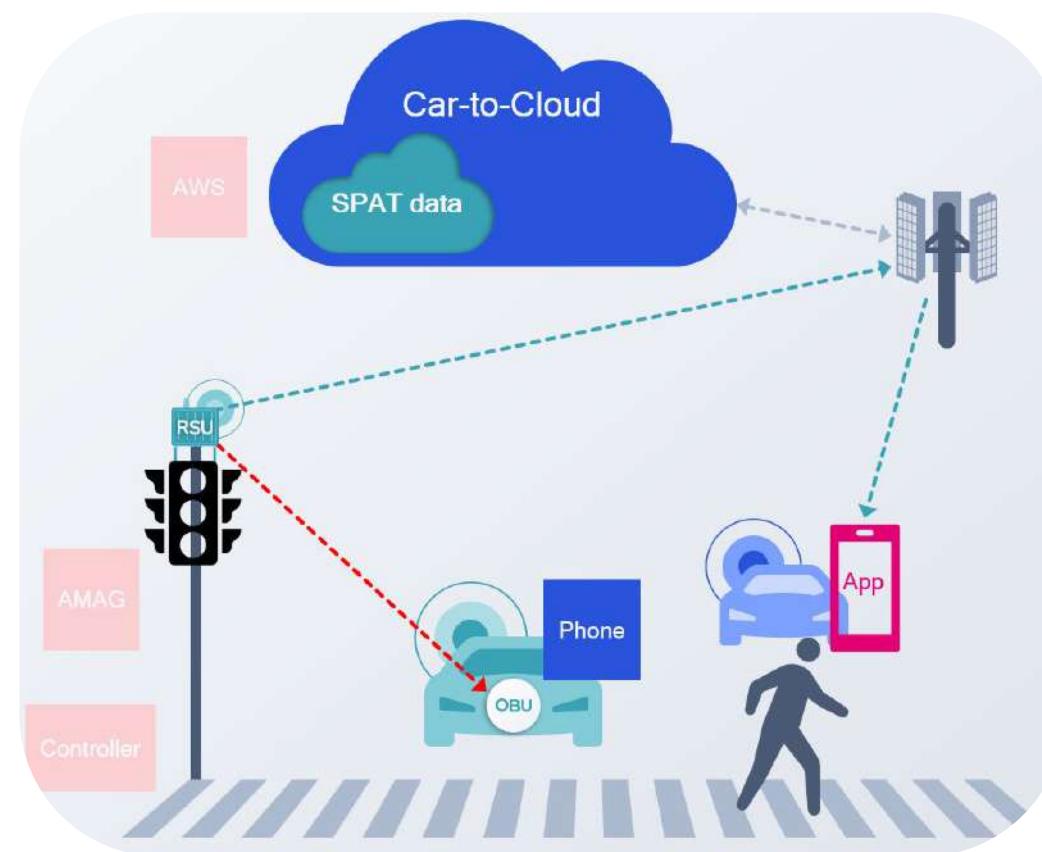 Car-to-Cloud
AWS
SPAT data
RSU
AMAG
Phone
App
OBU
Controller